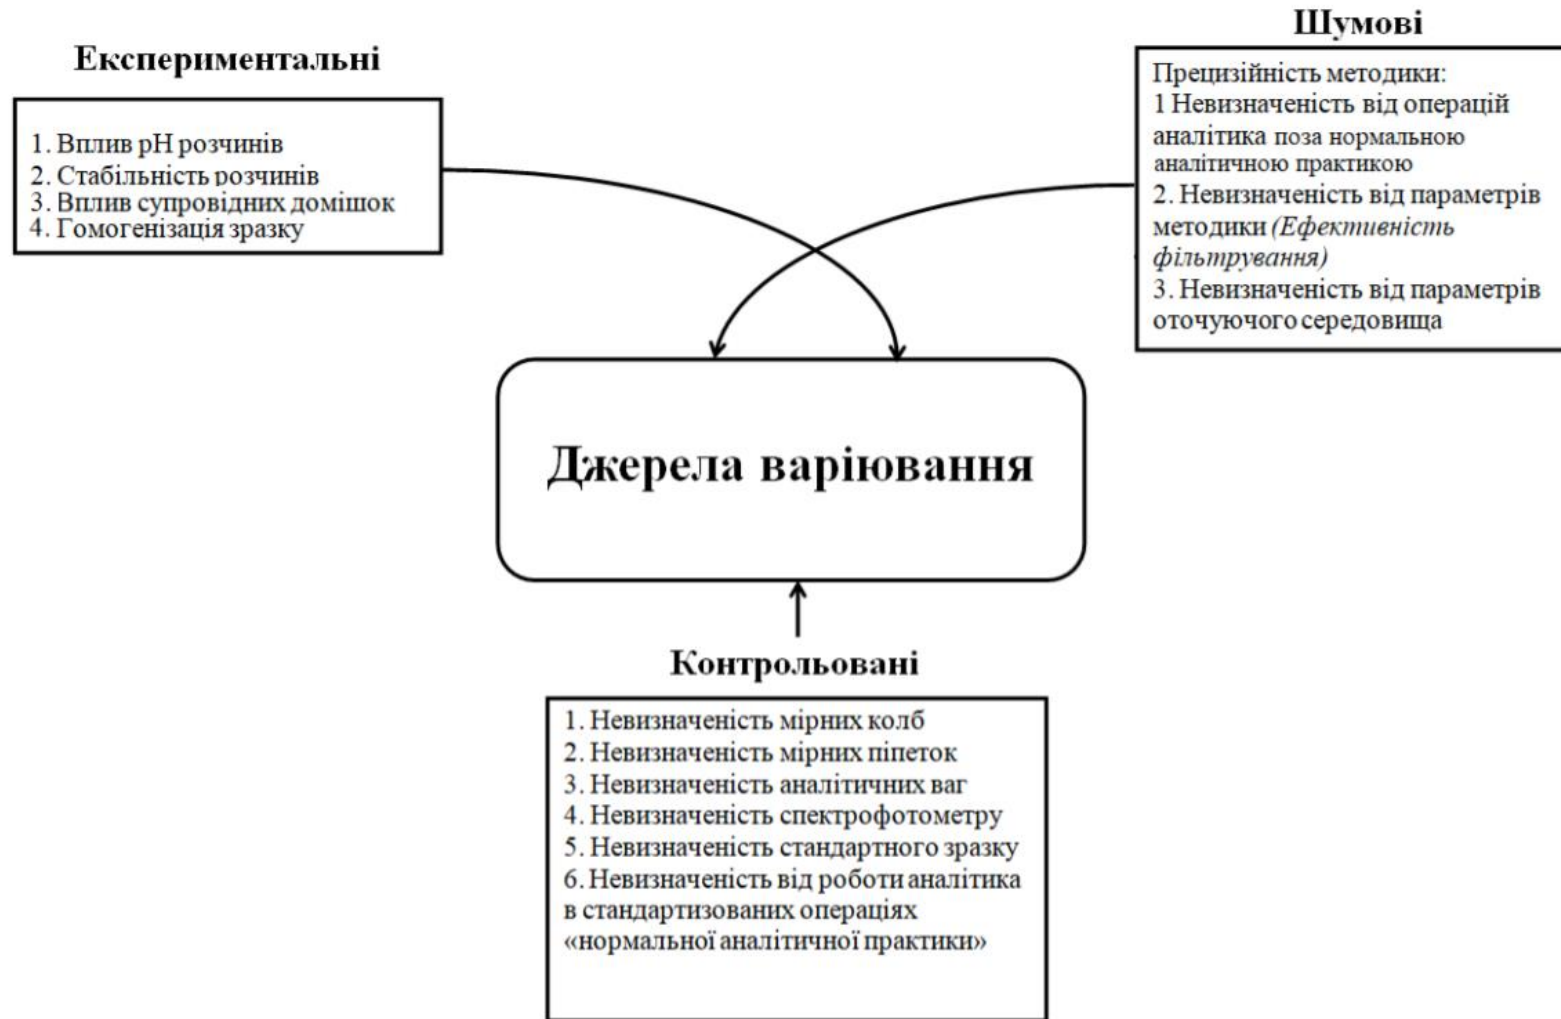 Експериментальні
1. Вплив pH розчинів
2. Стабільність розчинів
3. Вплив супровідних домішок
4. Гомогенізація зразку
Шумові
Прецизійність методики:
1 Невизначеність від операцій
аналітика поза нормальною
аналітичною практикою
2. Невизначеність від параметрів
методики (Ефективність
фільтрування)
3. Невизначеність від параметрів
оточуючого середовища
Джерела варіювання
Контрольовані
1. Невизначеність мірних колб
2. Невизначеність мірних піпеток
3. Невизначеність аналітичних ваг
4. Невизначеність спектрофотометру
5. Невизначеність стандартного зразку
6. Невизначеність від роботи аналітика
в стандартизованих операціях
«нормальної аналітичної практики»